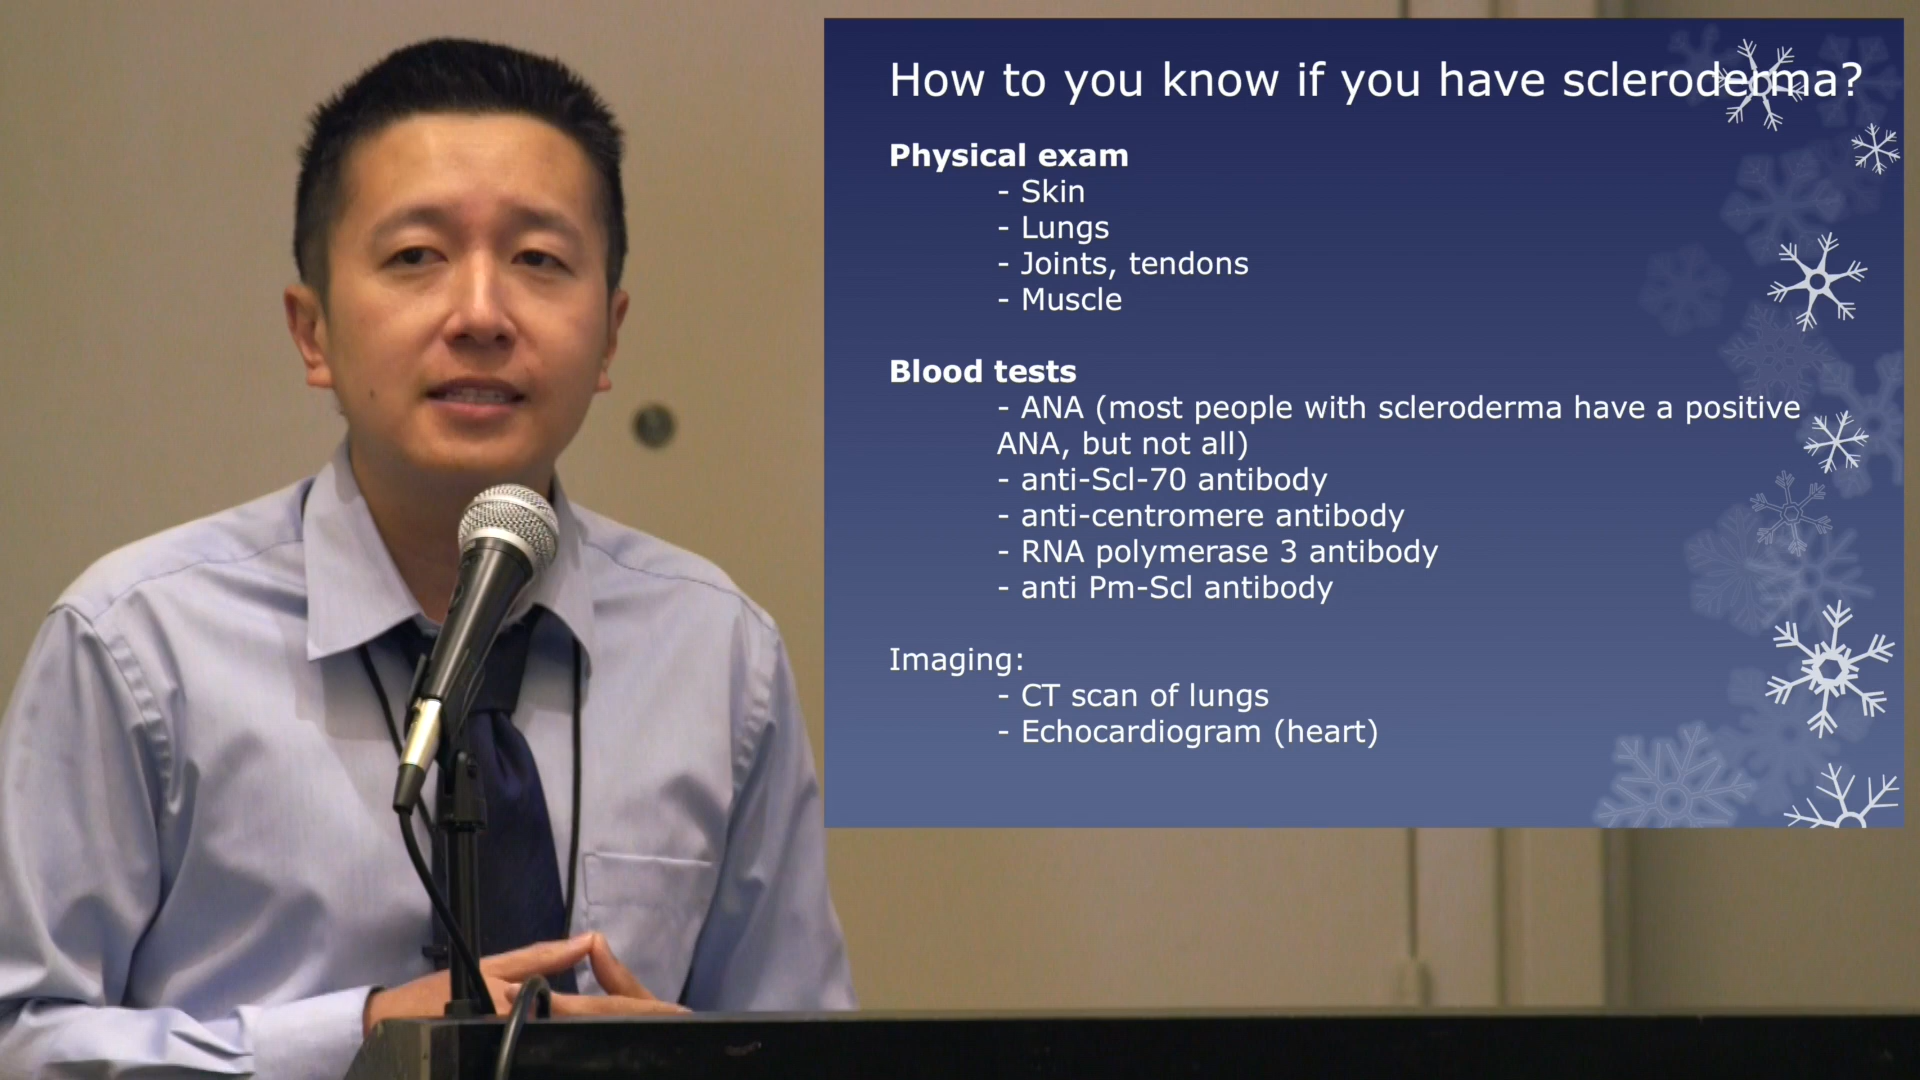 How to you know if you have scleroderma?
Physical exam
- Skin
- Lungs
- Joints, tendons
- Muscle
Blood tests
- ANA (most people with scleroderma have a positive
ANA, but not all)
- anti-Scl-70 antibody
- anti-centromere antibody
- RNA polymerase 3 antibody
- anti Pm-Scl antibody
Imaging:
- CT scan of lungs
- Echocardiogram (heart)